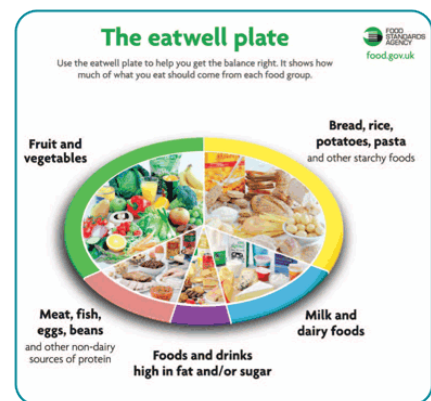 The eatwell plate
FOOD
STANDARDS
AGENCY
food.gov.uk
Use the eatwell plate to help you get the balance right. It shows how
much of what you eat should come from each food group.
Fruit and
vegetables
Bread, rice,
potatoes, pasta
and other starchy foods
Meat, fish,
eggs, beans
and other non-dairy
sources of protein
Foods and drinks
high in fat and/or sugar
Milk and
dairy foods